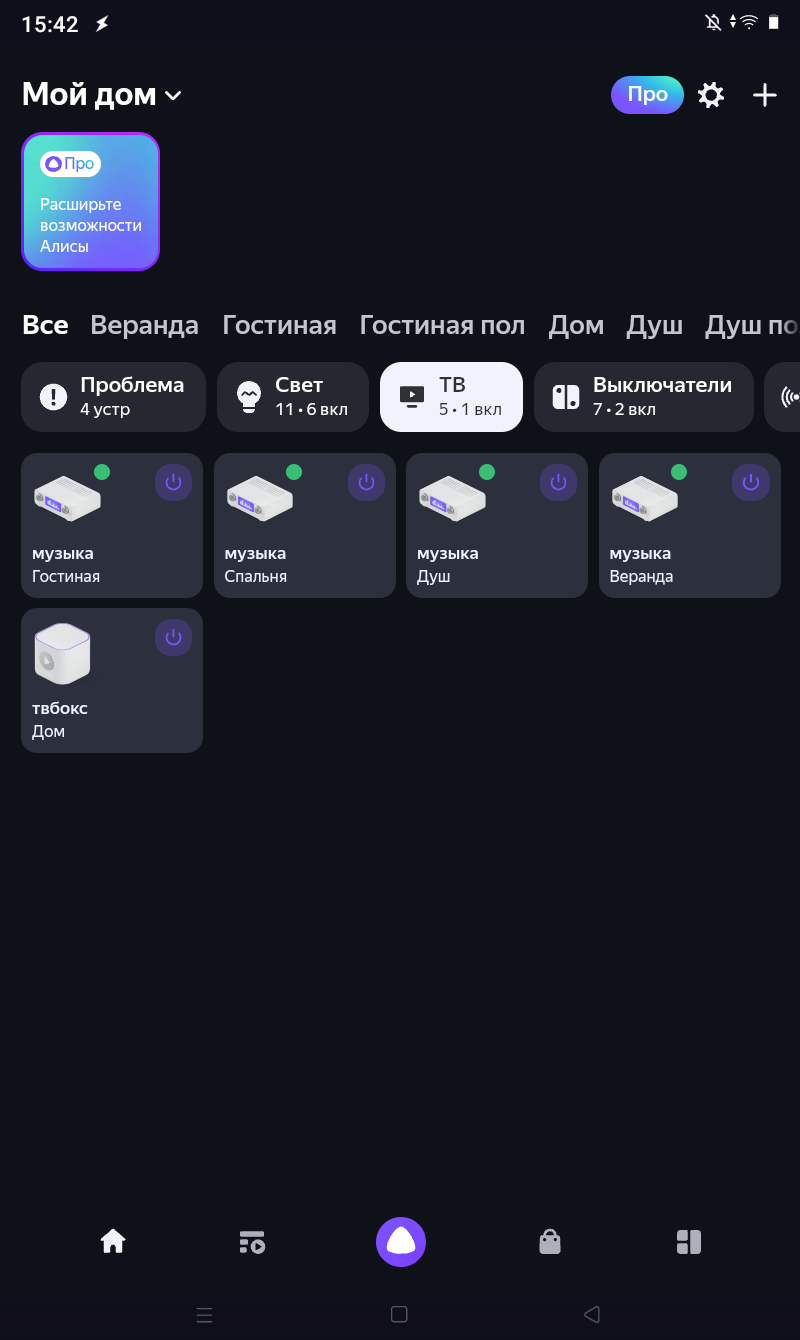 15:42
Мой дом
Про
Про
Расширьте
возможности
Алисы
Все Веранда Гостиная Гостиная пол Дом Душ Душ по
Проблема
4 устр
Свет
11 • 6 вкл
ТВ
5 • 1 вкл
Выключатели
7 • 2 вкл
музыка
Гостиная
музыка
Спальня
музыка
Душ
музыка
Веранда
твбокс
Дом